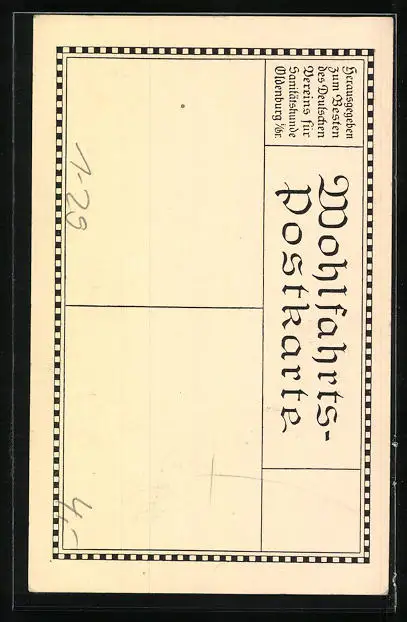 Herausgegeben
zum Besten
des Deutschen
Vereins für
Sanitätshunde
Oldenburg i/Gr.
Wohlfahrts-
Postkarte
1-29
4,-